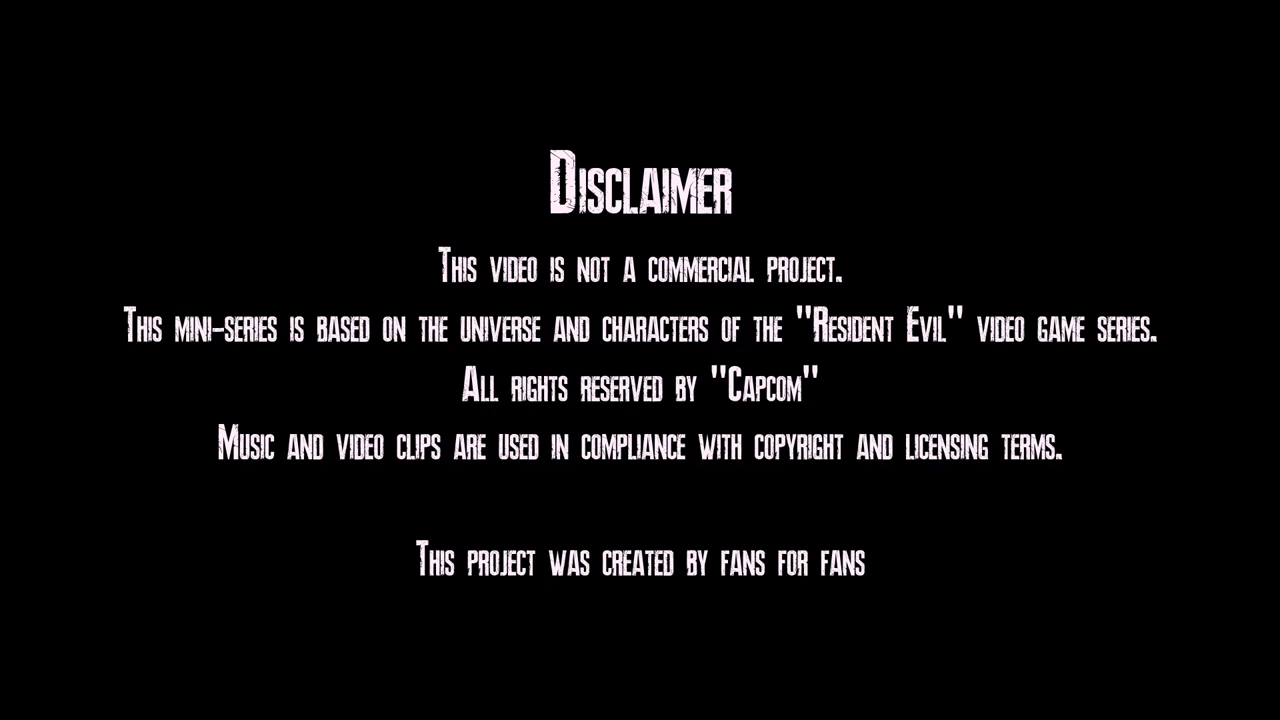 Disclaimer
This video is not a commercial project.
This mini-series is based on the universe and characters of the "Resident Evil" video game series.
All rights reserved by "Capcom"
Music and video clips are used in compliance with copyright and licensing terms.
This project was created by fans for fans